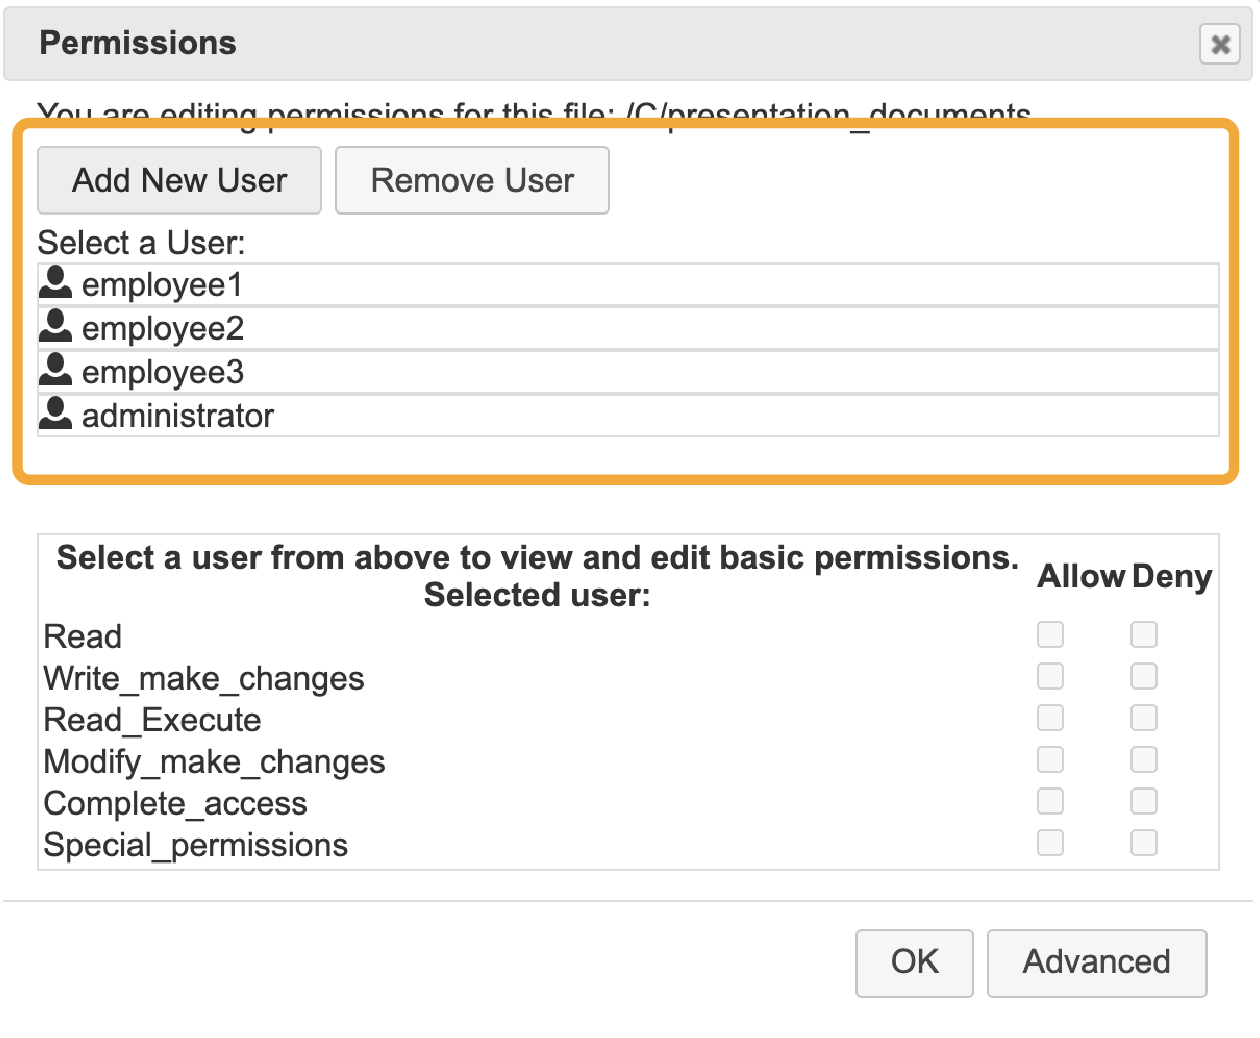 Permissions
You are editing permissions for this file: /C/presentation_documents
Add New User Remove User
Select a User:
employee1
employee2
employee3
administrator
Select a user from above to view and edit basic permissions.
Selected user:
Allow Deny
Read
Write_make_changes
Read_Execute
Modify_make_changes
Complete_access
Special_permissions
OK Advanced